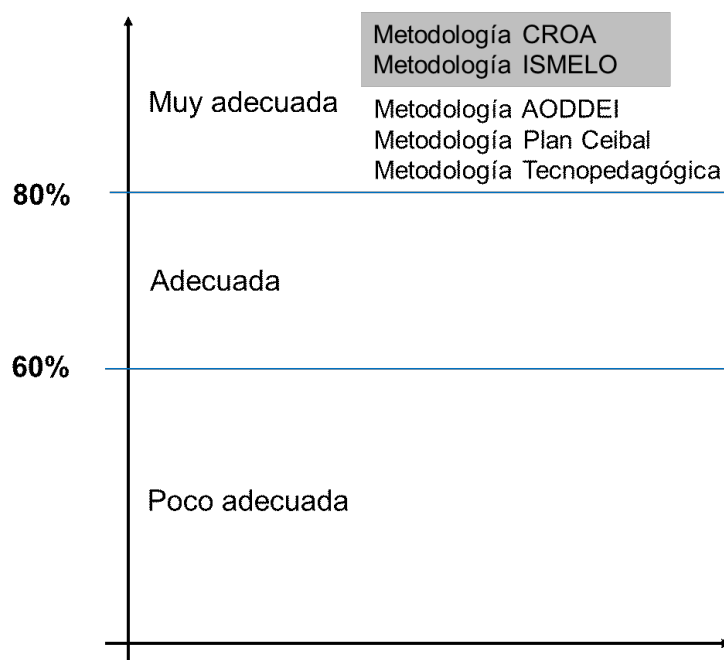 Metodología CROA
Metodología ISMELO
Muy adecuada
Metodología AODDEI
Metodología Plan Ceibal
Metodología Tecnopedagógica
80%
Adecuada
60%
Poco adecuada